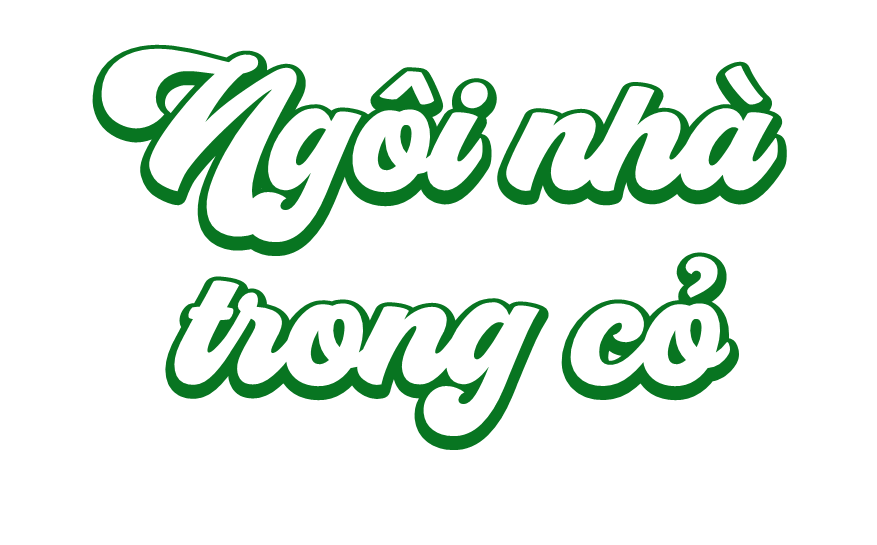 Ngôi nhà
trong cỏ